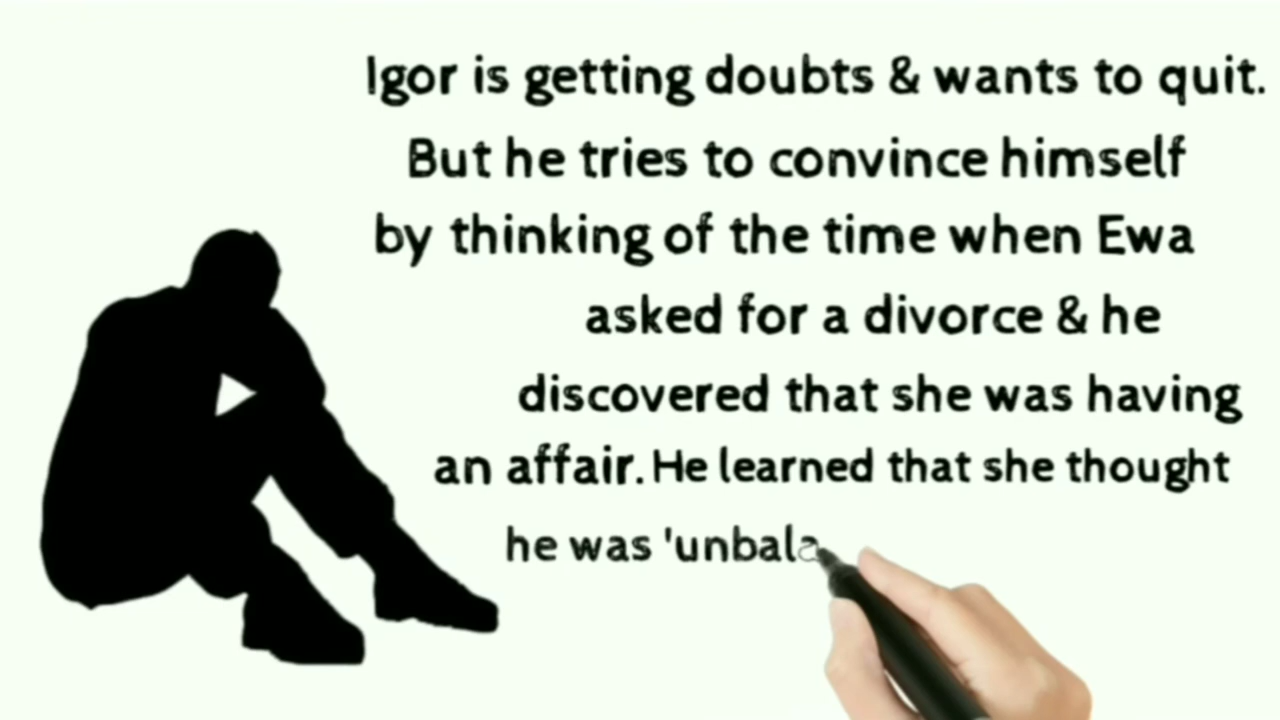 Igor is getting doubts & wants to quit.
But he tries to convince himself
by thinking of the time when Ewa
asked for a divorce & he
discovered that she was having
an affair. He learned that she thought
he was 'unbala